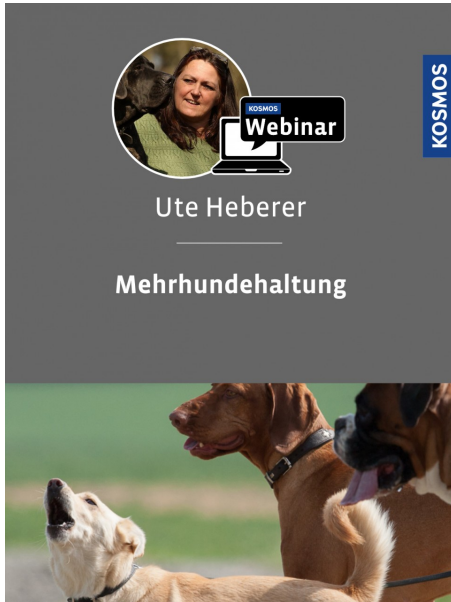 KOSMOS
KOSMOS
Webinar
Ute Heberer
Mehrhundehaltung